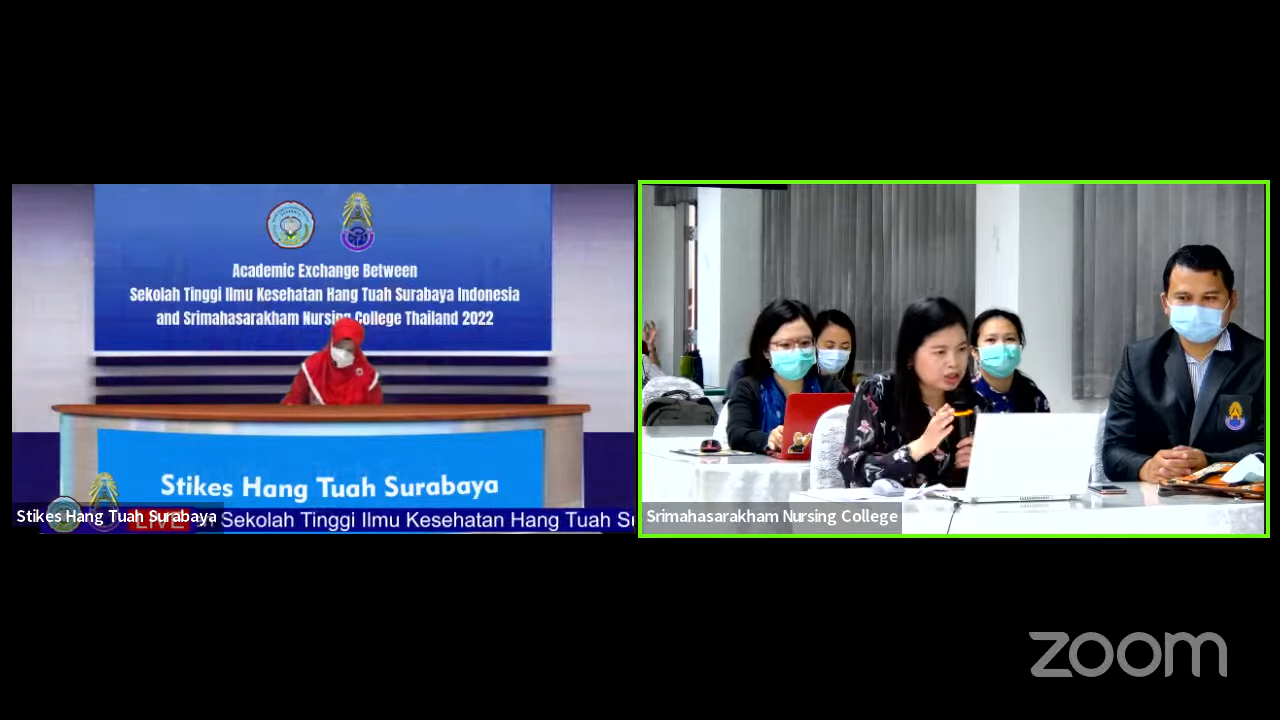 Academic Exchange Between
Sekolah Tinggi Ilmu Kesehatan Hang Tuah Surabaya Indonesia
and Srimahasarakham Nursing College Thailand 2022
Stikes Hang Tuah Surabaya
LIVE Sekolah Tinggi Ilmu Kesehatan Hang Tuah
Stikes Hang Tuah Surabaya
Srimahasarakham Nursing College
zoom